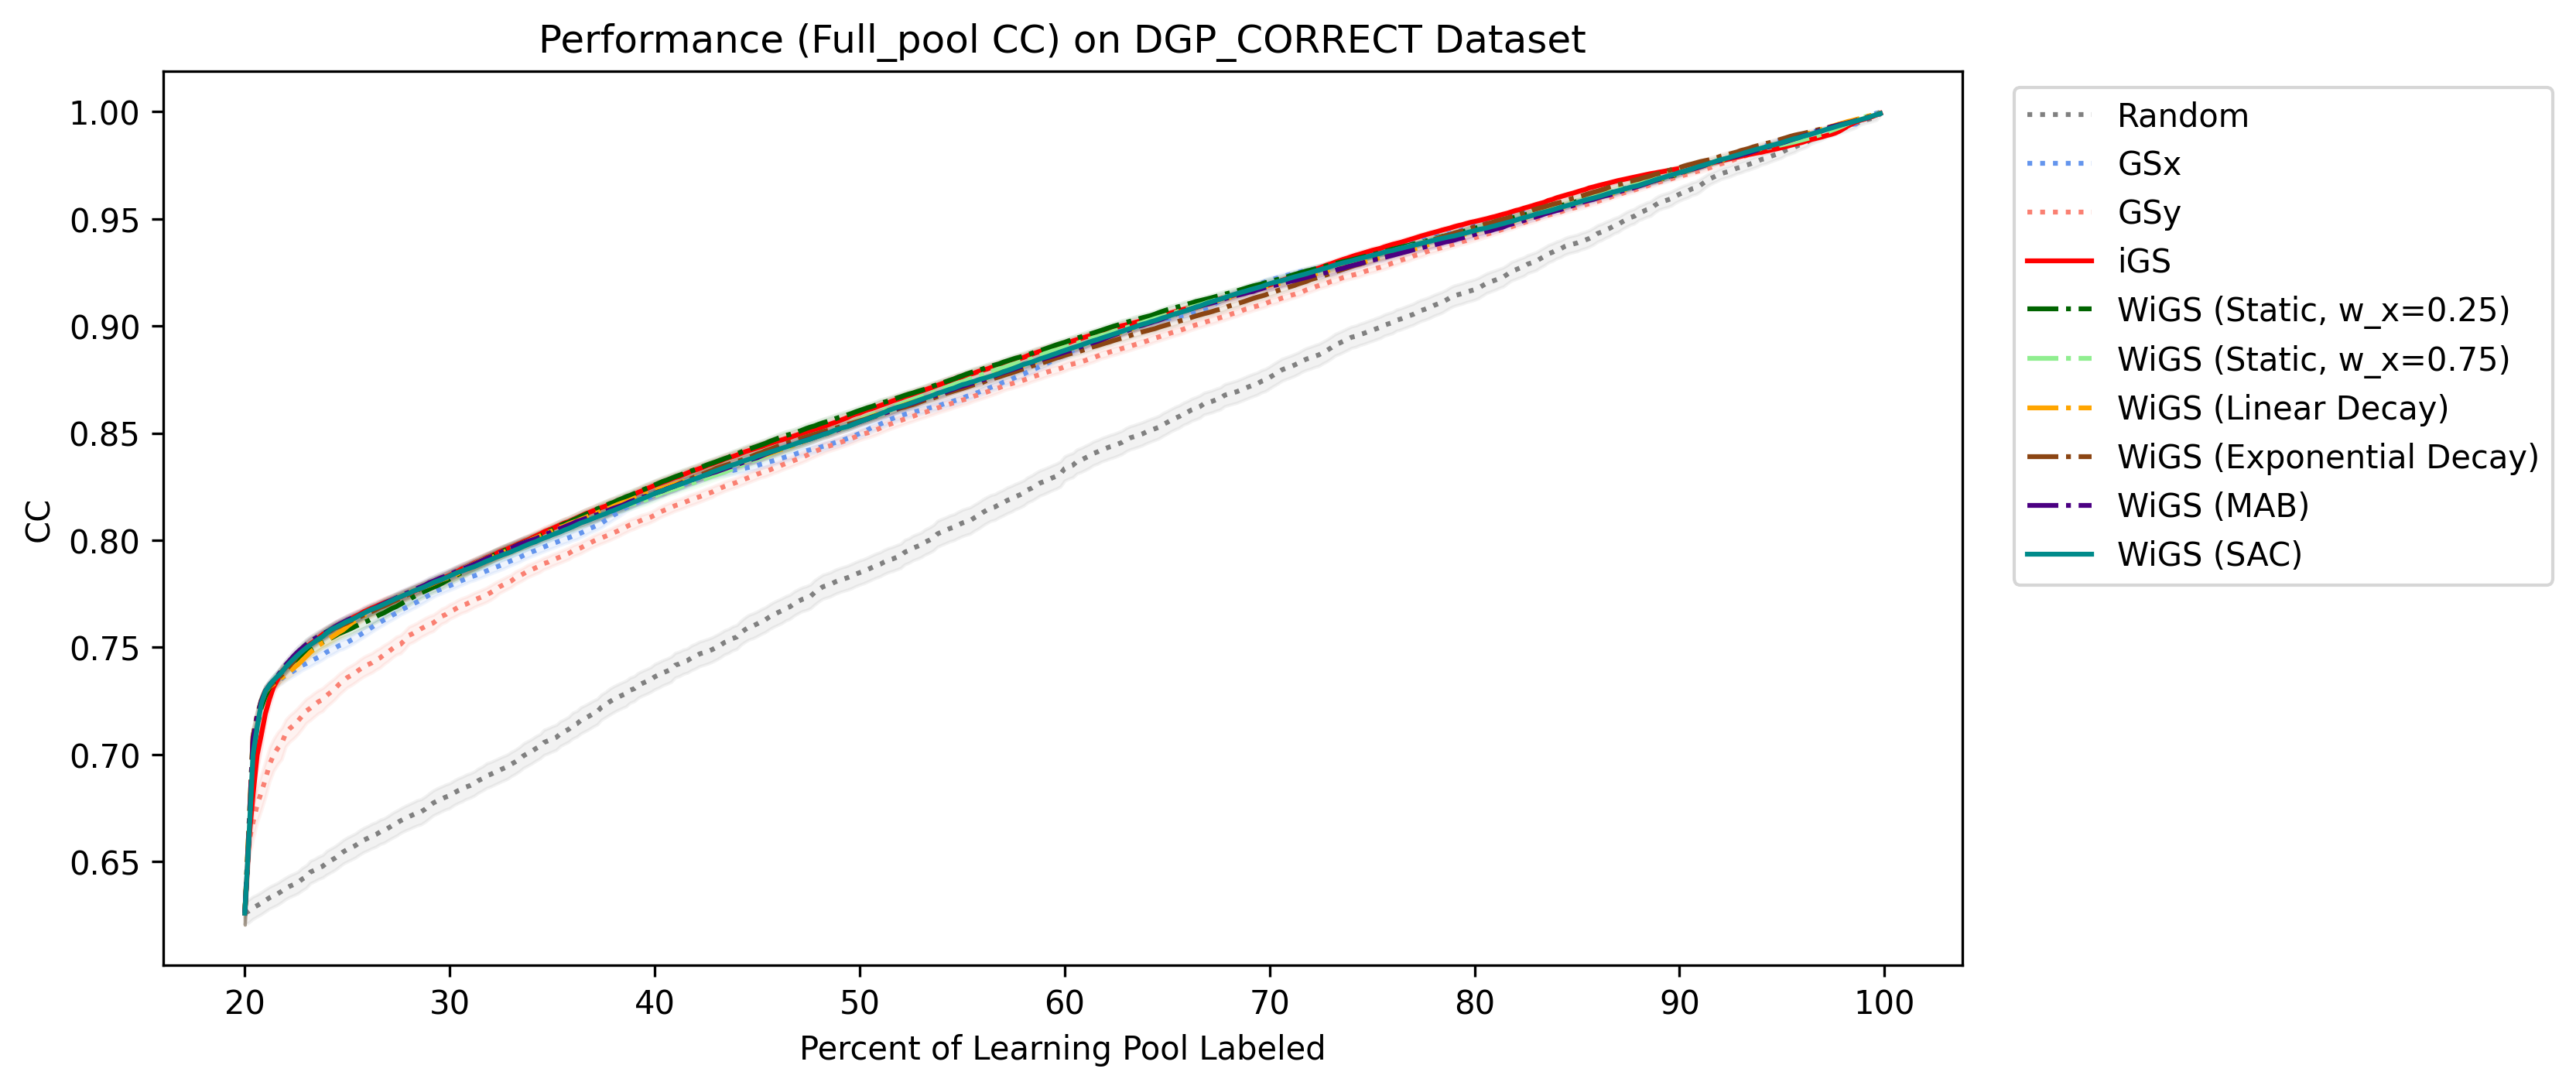 Performance (Full_pool CC) on DGP_CORRECT Dataset
CC
1.00
0.95
0.90
0.85
0.80
0.75
0.70
0.65
20 30 40 50 60 70 80 90 100
Percent of Learning Pool Labeled
Random
GSx
GSy
iGS
WiGS (Static, w_x=0.25)
WiGS (Static, w_x=0.75)
WiGS (Linear Decay)
WiGS (Exponential Decay)
WiGS (MAB)
WiGS (SAC)